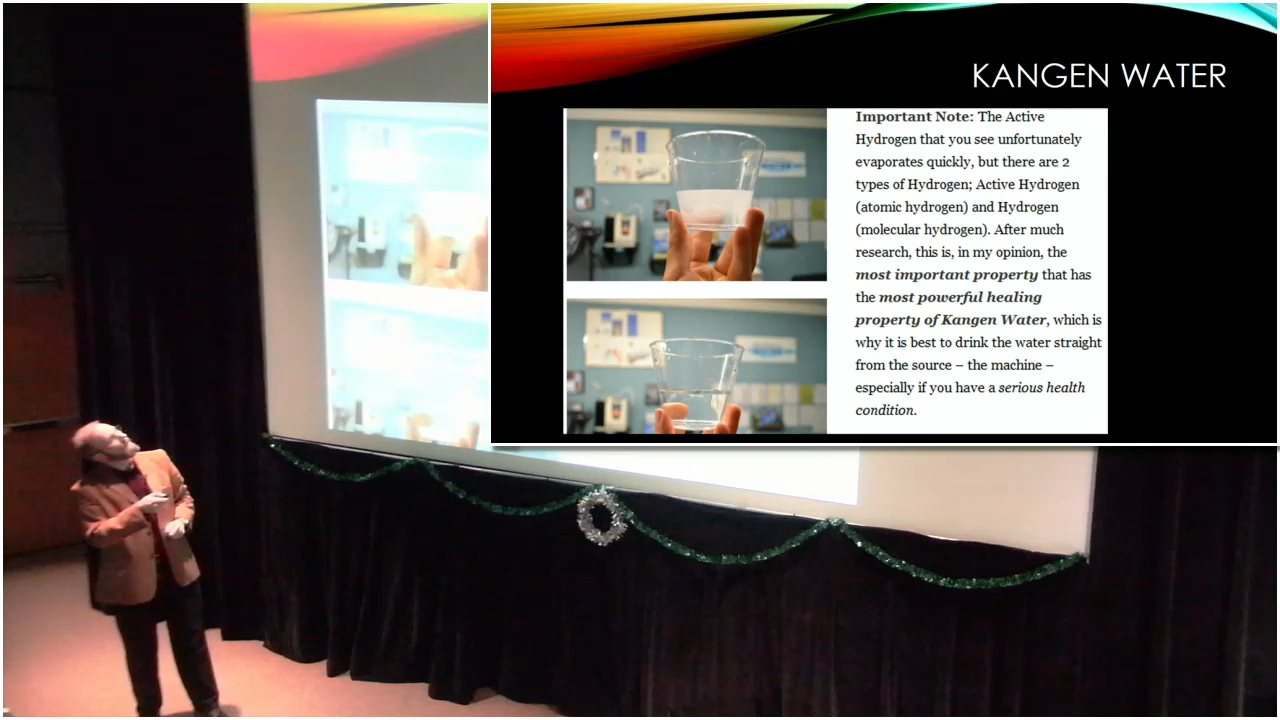 KANGEN WATER
Important Note: The Active
Hydrogen that you see unfortunately
evaporates quickly, but there are 2
types of Hydrogen; Active Hydrogen
(atomic hydrogen) and Hydrogen
(molecular hydrogen). After much
research, this is, in my opinion, the
most important property that has
the most powerful healing
property of Kangen Water, which is
why it is best to drink the water straight
from the source – the machine –
especially if you have a serious health
condition.